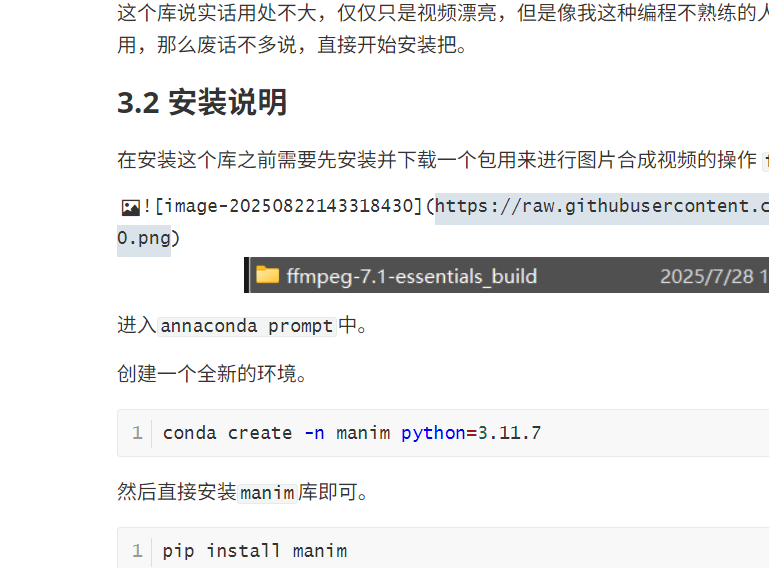 这个库说实话用处不大，仅仅只是视频漂亮，但是像我这种编程不熟练的人
用，那么废话不多说，直接开始安装把。
3.2 安装说明
在安装这个库之前需要先安装并下载一个包用来进行图片合成视频的操作
![image-20250822143318430](https://raw.githubusercontent.c
0.png)
ffmpeg-7.1-essentials_build 2025/7/28 1
进入annaconda prompt中。
创建一个全新的环境。
1 conda create -n manim python=3.11.7
然后直接安装manim库即可。
1 pip install manim